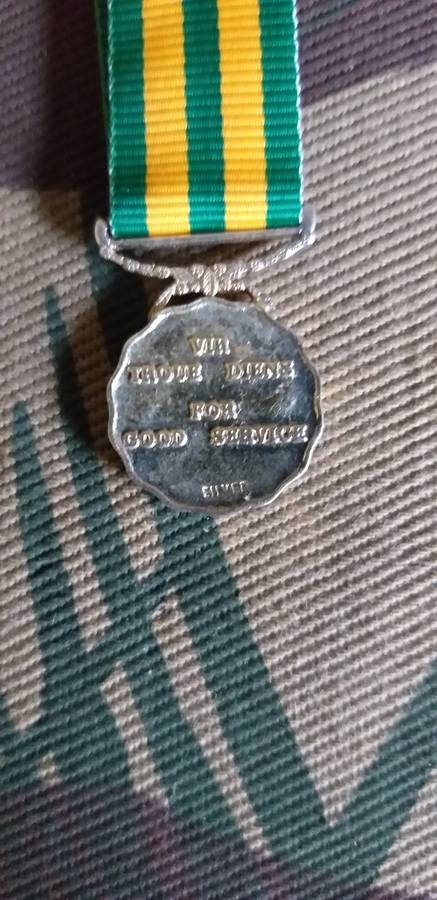 VIR
TROUE DIENS
FOR
GOOD SERVICE
SILVER